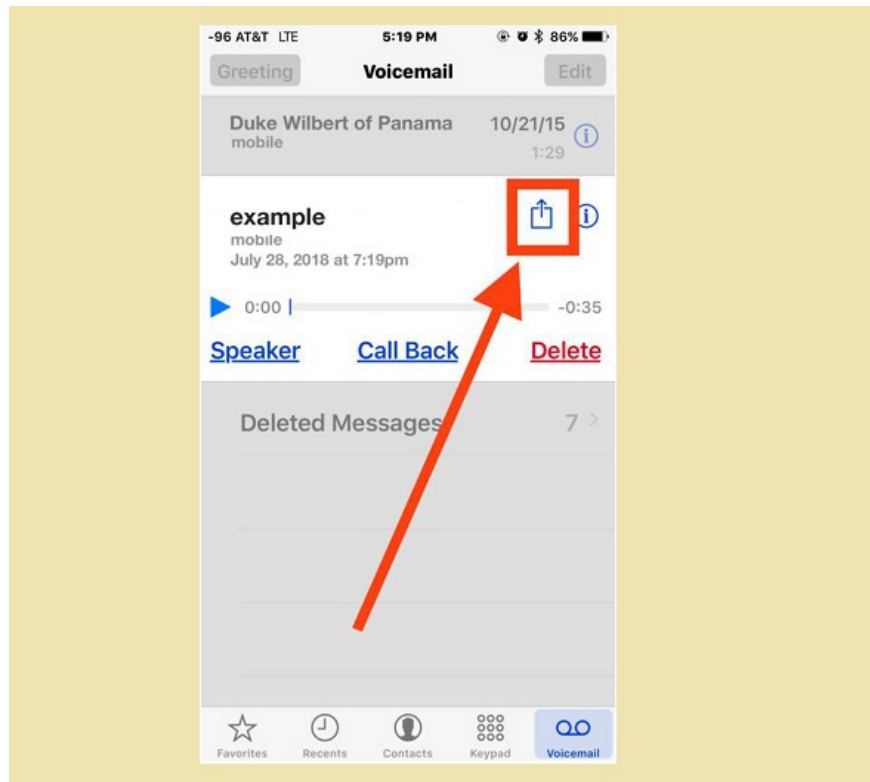 -96 AT&T LTE 5:19 PM 86%
Greeting Voicemail Edit
Duke Wilbert of Panama 10/21/15
mobile 1:29
example
mobile
July 28, 2018 at 7:19pm
0:00 -0:35
Speaker Call Back Delete
Deleted Messages 7
Favorites Recents Contacts Keypad Voicemail